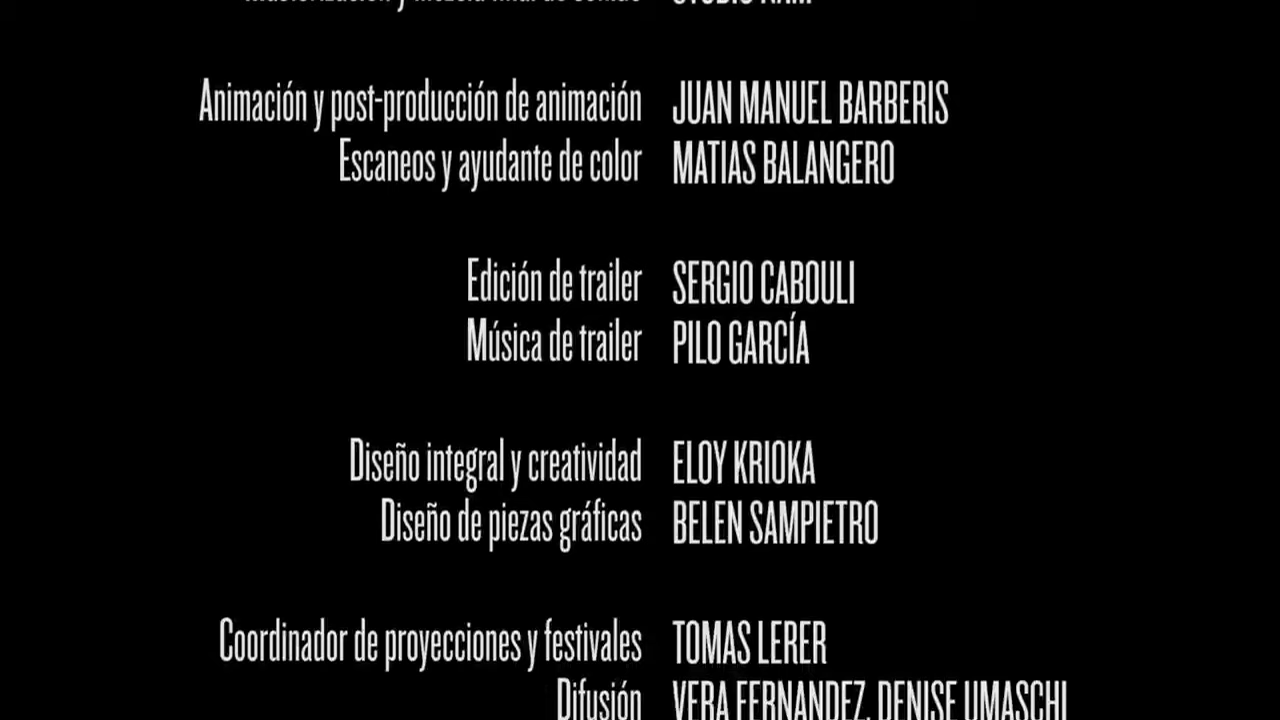 Animación y post-producción de animación JUAN MANUEL BARBERIS
Escaneos y ayudante de color MATIAS BALANGERO
Edición de trailer SERGIO CABOULI
Música de trailer PILO GARCÍA
Diseño integral y creatividad ELOY KRIOKA
Diseño de piezas gráficas BELEN SAMPIETRO
Coordinador de proyecciones y festivales TOMAS LERER
Difusión VERA FERNANDEZ, DENISE UMASCHI